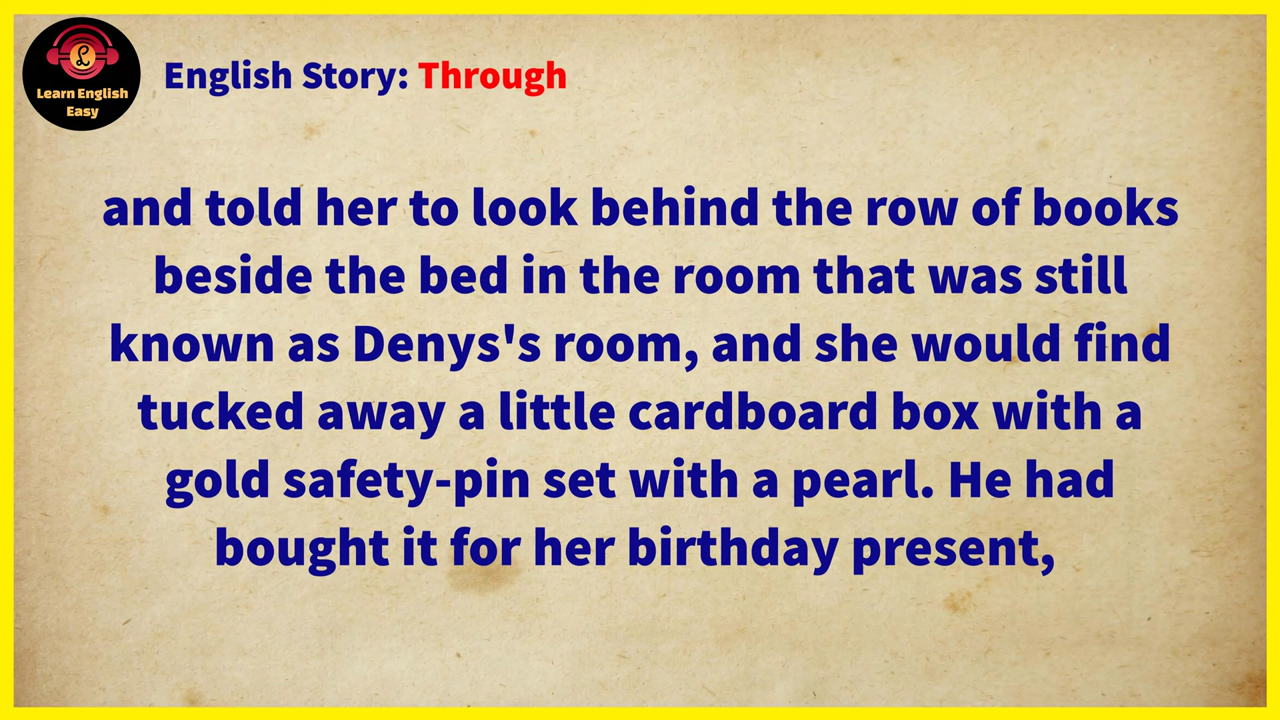 Learn English
Easy
English Story: Through
and told her to look behind the row of books
beside the bed in the room that was still
known as Denys's room, and she would find
tucked away a little cardboard box with a
gold safety-pin set with a pearl. He had
bought it for her birthday present,